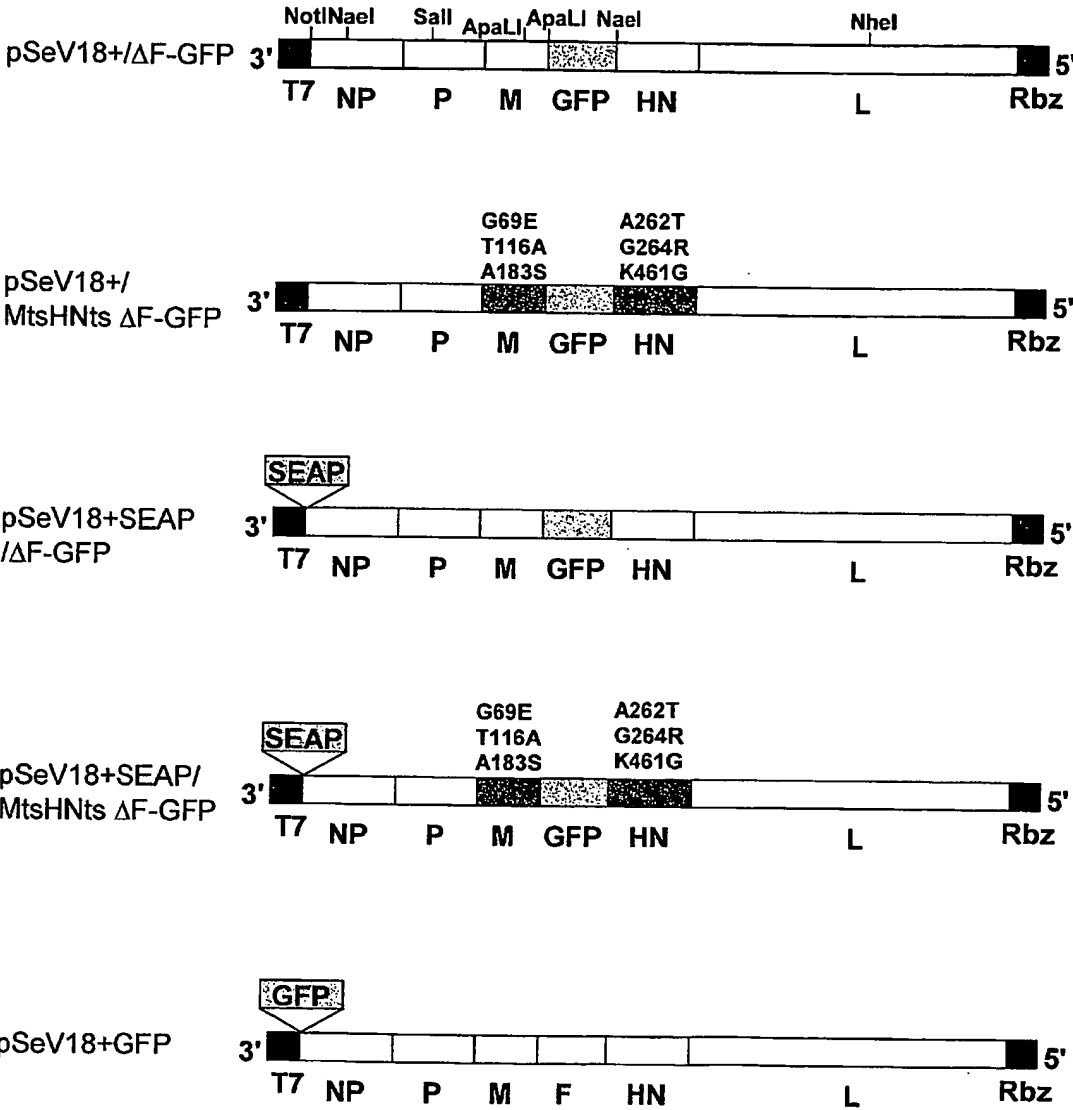 NotI NaeI SalI ApaLI ApaLI NaeI NheI
pSeV18+/ΔF-GFP 3' 5'
T7 NP P M GFP HN L Rbz
G69E A262T
T116A G264R
A183S K461G
pSeV18+/
MtsHNts ΔF-GFP 3' 5'
T7 NP P M GFP HN L Rbz
SEAP
pSeV18+SEAP
/ΔF-GFP 3' 5'
T7 NP P M GFP HN L Rbz
G69E A262T
T116A G264R
A183S K461G
SEAP
pSeV18+SEAP/
MtsHNts ΔF-GFP 3' 5'
T7 NP P M GFP HN L Rbz
GFP
pSeV18+GFP 3' 5'
T7 NP P M F HN L Rbz